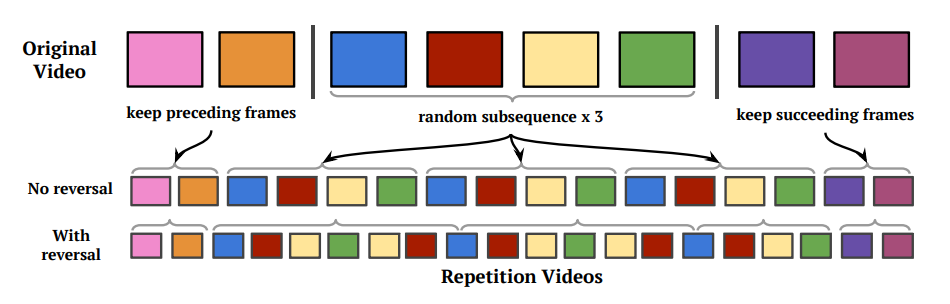 Original
Video
keep preceding frames
random subsequence x 3
keep succeeding frames
No reversal
With
reversal
Repetition Videos